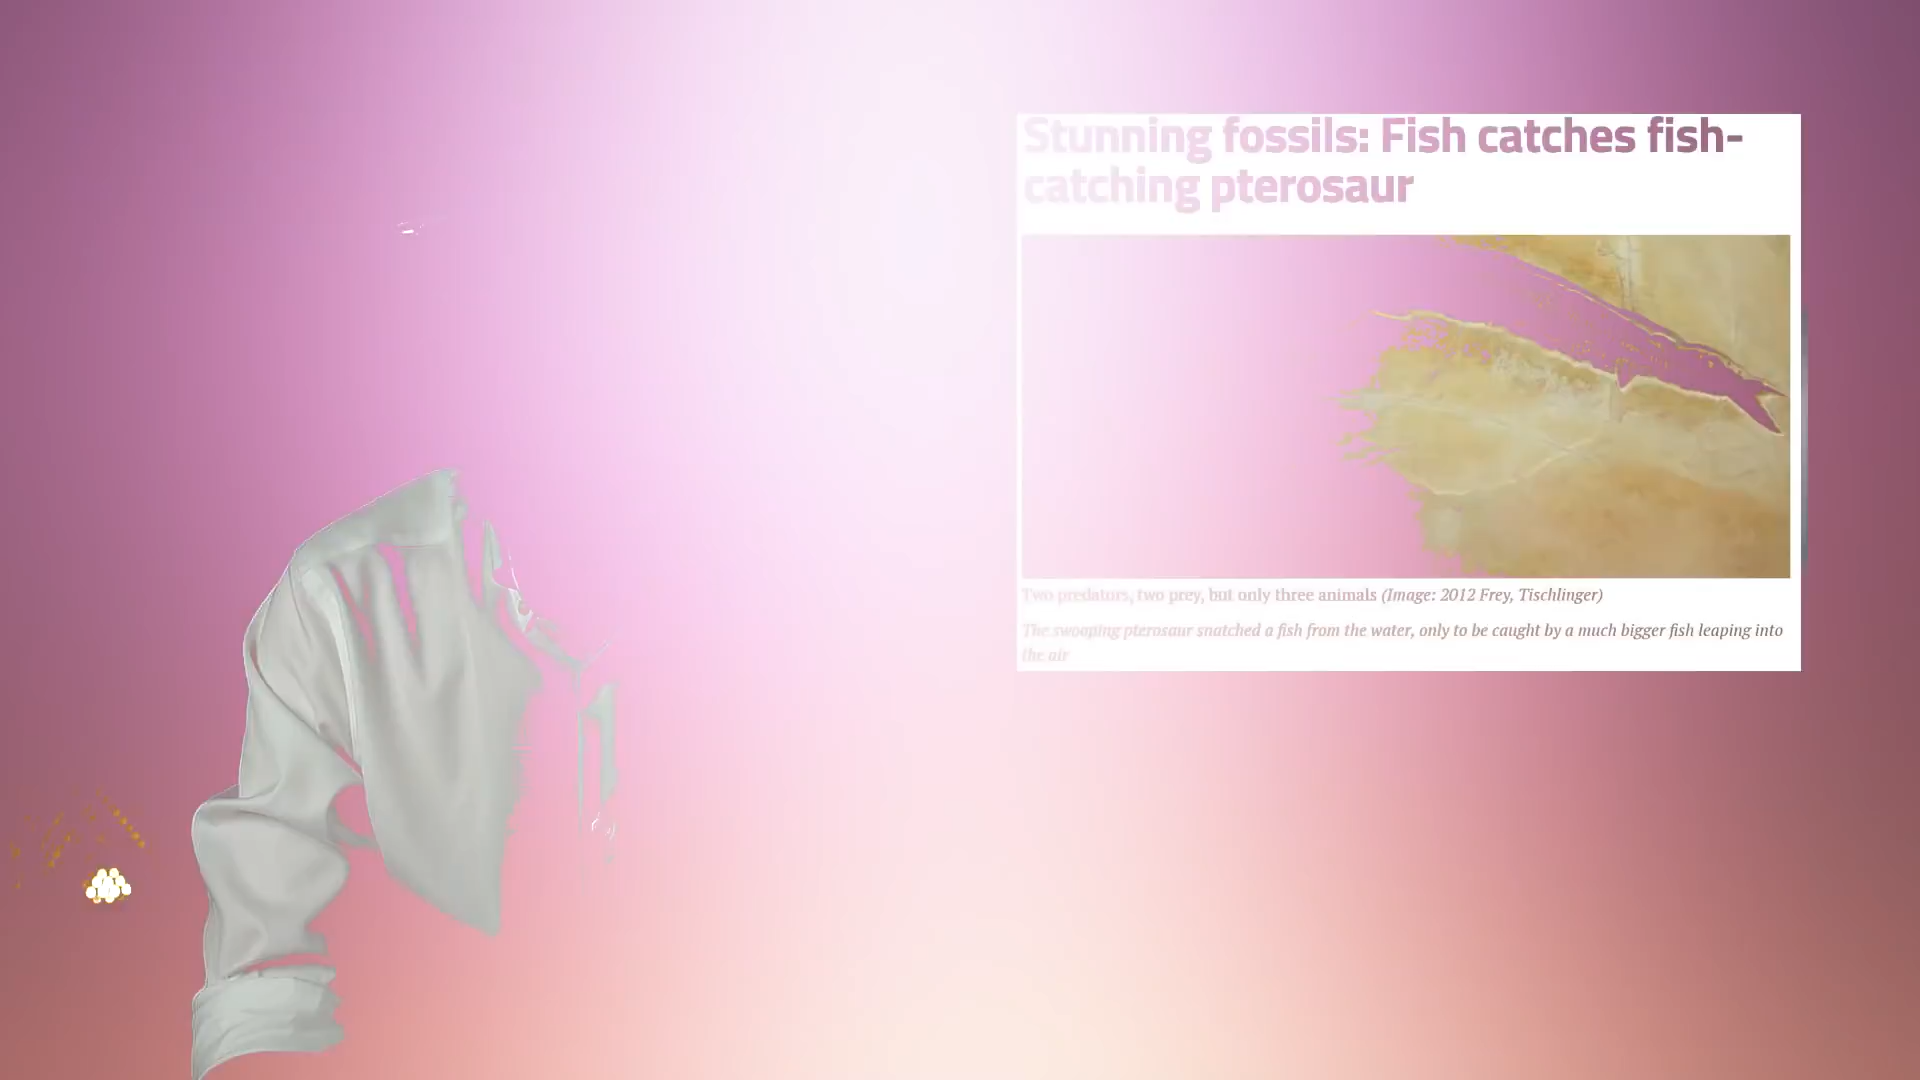 Stunning fossils: Fish catches fish-
catching pterosaur
Two predators, two prey, but only three animals (Image: 2012 Frey, Tischlinger)
The swooping pterosaur snatched a fish from the water, only to be caught by a much bigger fish leaping into
the air